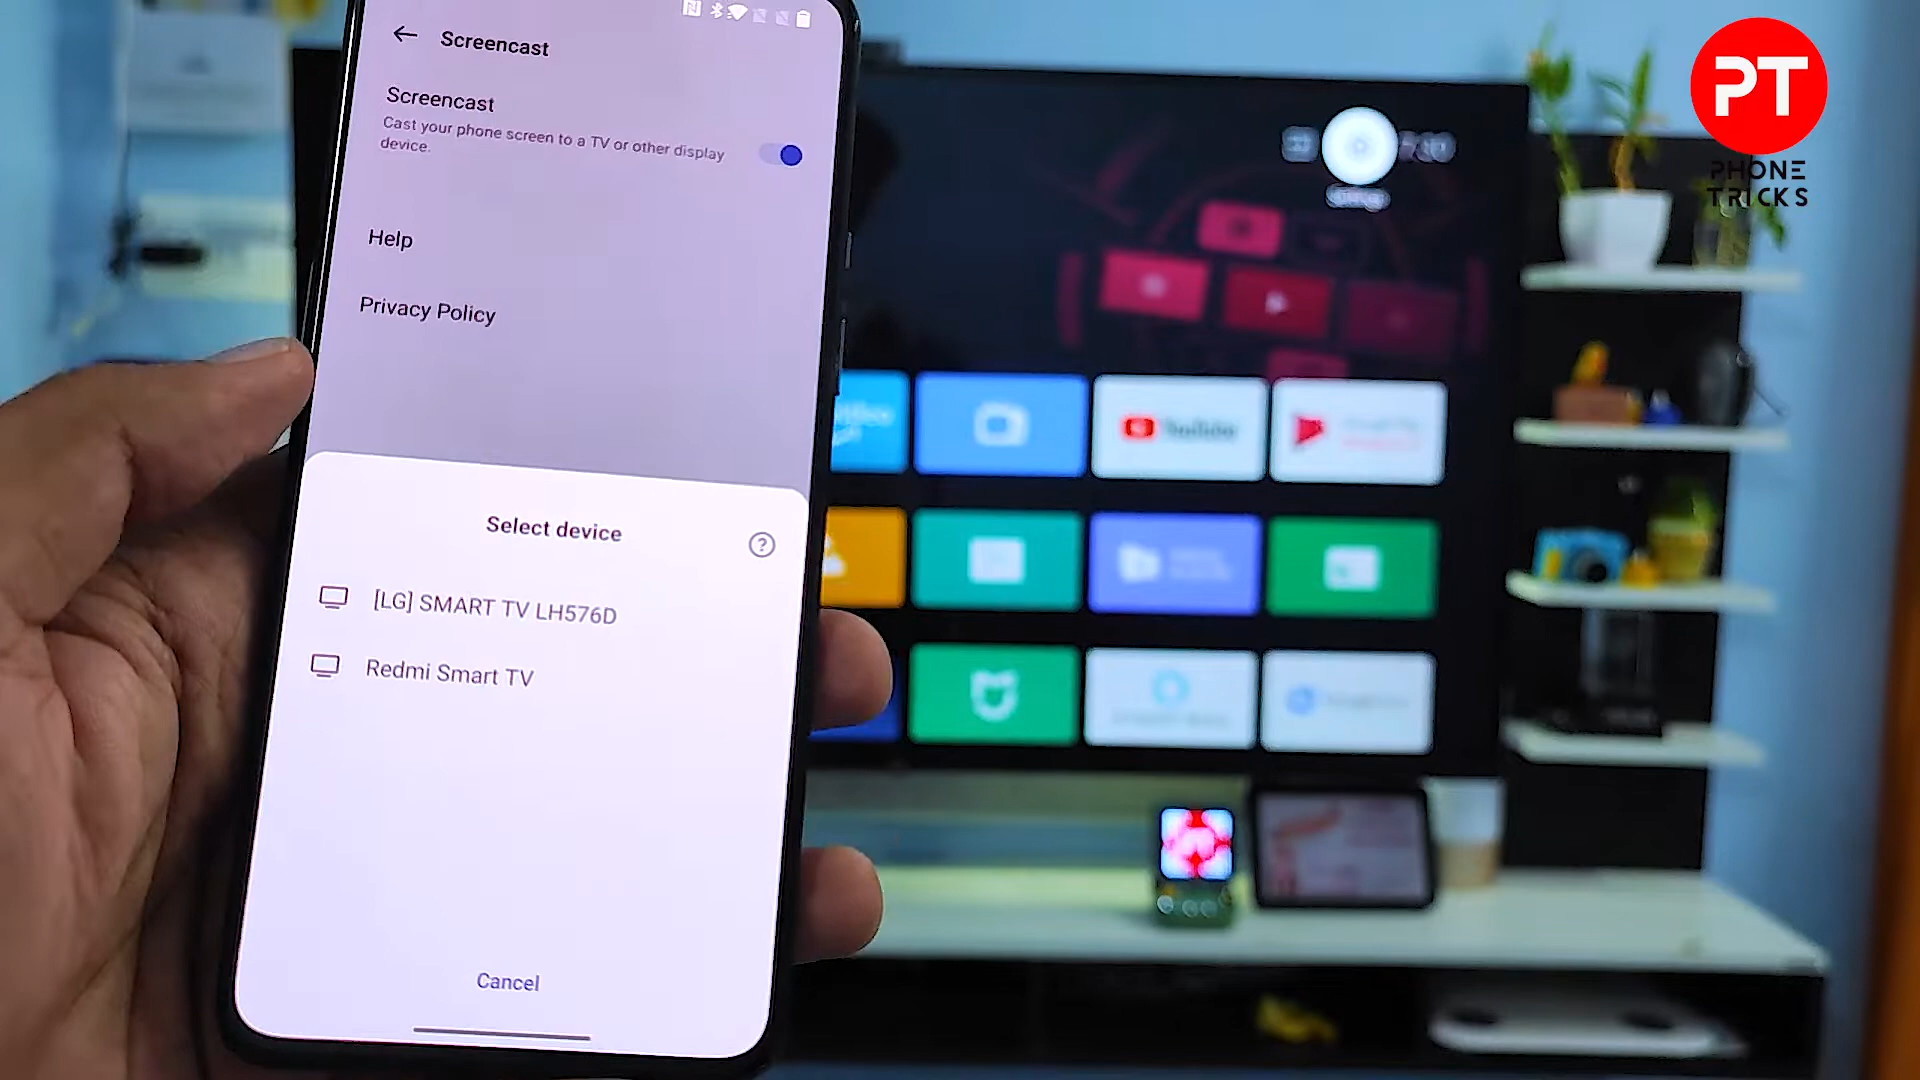 Screencast
Screencast
Cast your phone screen to a TV or other display
device.
Help
Privacy Policy
Select device
?
[LG] SMART TV LH576D
Redmi Smart TV
Cancel
PT
PHONE
TRICKS
YouTube